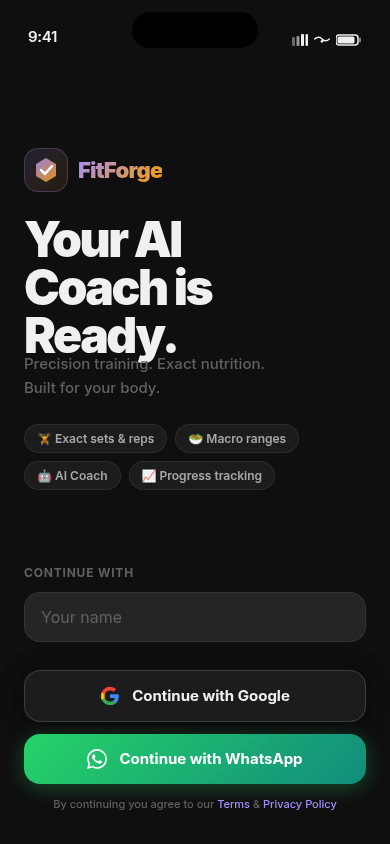 9:41
FitForge
Your AI
Coach is
Ready.
Precision training. Exact nutrition.
Built for your body.
🏋️ Exact sets & reps
🥗 Macro ranges
🤖 AI Coach
📈 Progress tracking
CONTINUE WITH
Your name
Continue with Google
Continue with WhatsApp
By continuing you agree to our Terms & Privacy Policy